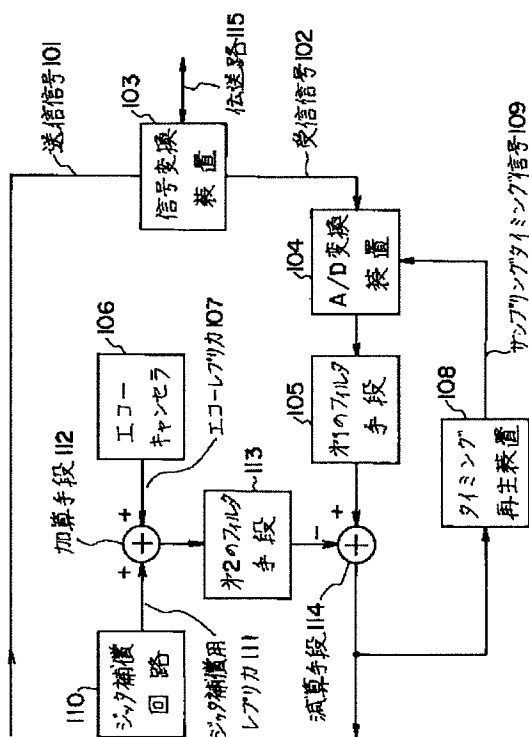 送信信号101
103
信号変換
装置
伝送路115
受信信号102
104
A/D変換
装置
サンプリングタイミング信号109
106
エコー
キャンセラ
エコーレプリカ107
105
第1のフィルタ
手段
108
タイミング
再生装置
加算手段112
+
+
113
第2のフィルタ
手段
−
+
減算手段114
110
ジッタ補償
回路
ジッタ補償用
レプリカ111